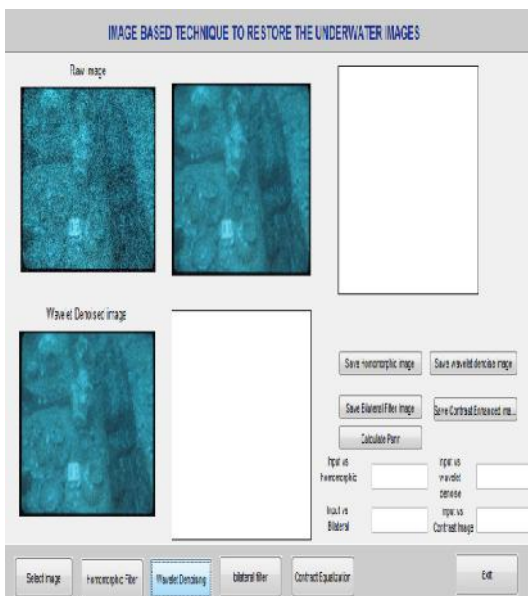 IMAGE BASED TECHNIQUE TO RESTORE THE UNDERWATER IMAGES
Raw Image
Wavelet Denoised image
Save Homomorphic image
Save wavelet denoise image
Save Bilateral Filter Image
Save Contrast Enhanced ima...
Calculate Psnr
Input vs
homomorphic
Input vs
wavelet
denoise
Input vs
Bilateral
Input vs
Contrast Image
Select Image
Homomorphic Filter
Wavelet Denoising
bilateral filter
Contrast Equalization
Exit